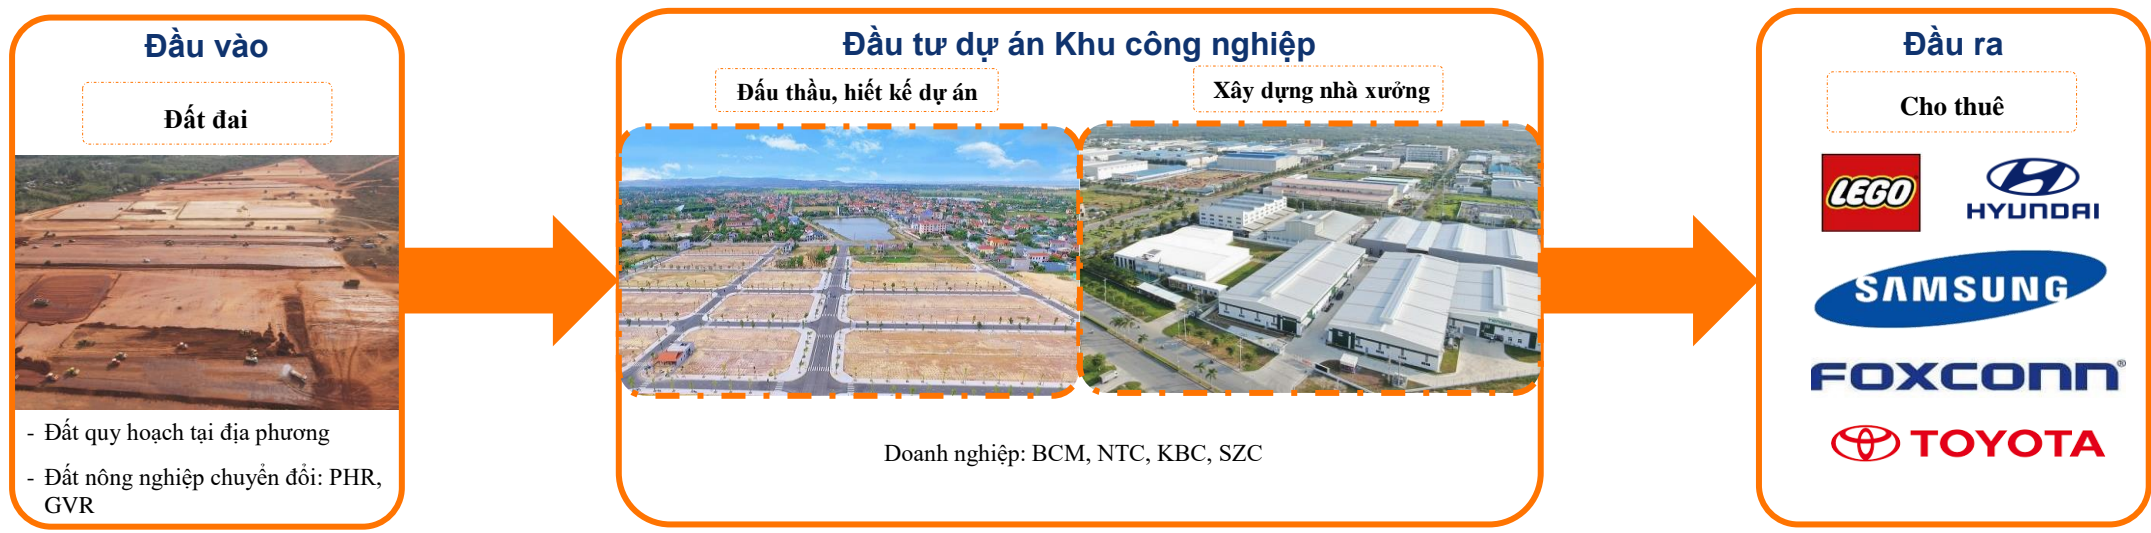 Đầu vào
Đất đai
- Đất quy hoạch tại địa phương
- Đất nông nghiệp chuyển đổi: PHR,
GVR
Đầu tư dự án Khu công nghiệp
Đấu thầu, hiết kế dự án
Xây dựng nhà xưởng
Doanh nghiệp: BCM, NTC, KBC, SZC
Đầu ra
Cho thuê
LEGO
HYUNDAI
SAMSUNG
FOXCONN®
TOYOTA